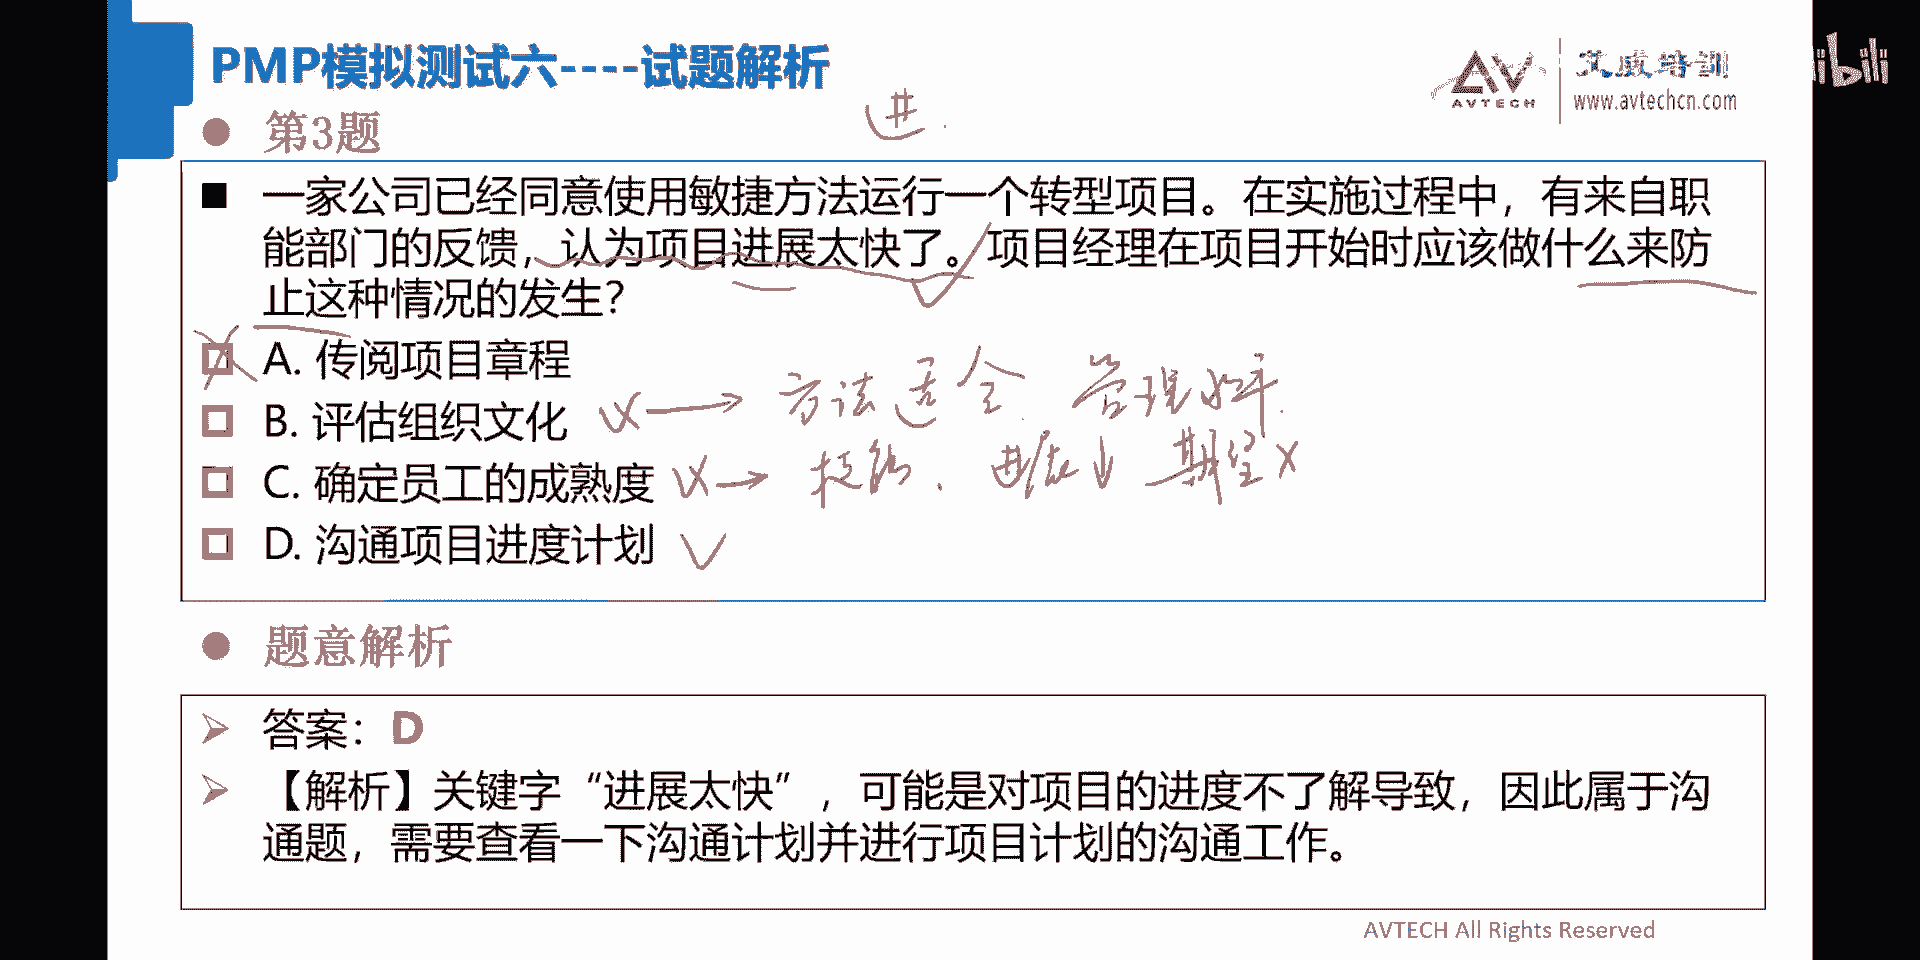 PMP模拟测试六----试题解析
AVTECH
艾威培训
www.avtechcn.com
bili
进
第3题
一家公司已经同意使用敏捷方法运行一个转型项目。在实施过程中，有来自职
能部门的反馈，认为项目进展太快了。项目经理在项目开始时应该做什么来防
止这种情况的发生？
A. 传阅项目章程
B. 评估组织文化
方法适合 管理水平
C. 确定员工的成熟度
技能、进展↓ 期望X
D. 沟通项目进度计划
题意解析
答案：D
【解析】关键字“进展太快”，可能是对项目的进度不了解导致，因此属于沟
通题，需要查看一下沟通计划并进行项目计划的沟通工作。
AVTECH All Rights Reserved